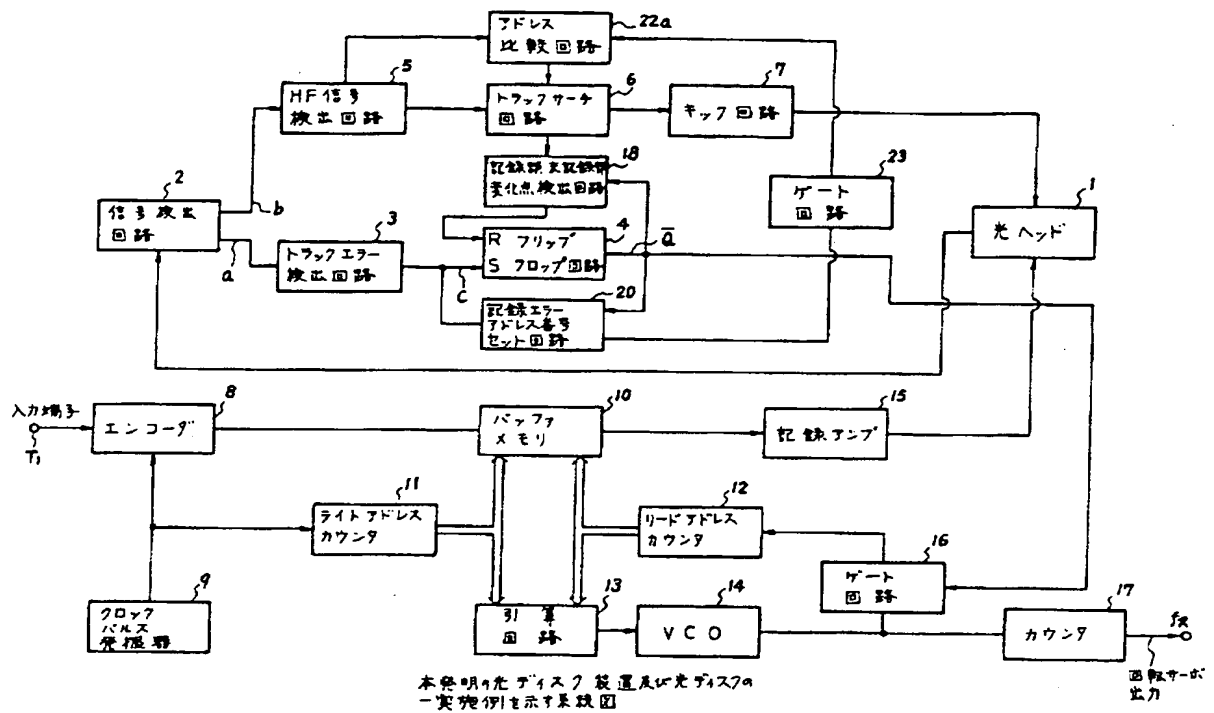 アドレス
比較回路
22a
5
HF信号
検出回路
6
トラックサーチ
回路
7
キック回路
18
記録部未記録部
変化点検出回路
23
ゲート
回路
1
光ヘッド
2
信号検出
回路
b
a
3
トラックエラー
検出回路
4
R フリップ
S フロップ回路
Q̅
C
20
記録エラー
アドレス番号
セット回路
入力端子
T₁
8
エンコーダ
10
バッファ
メモリ
15
記録アンプ
11
ライトアドレス
カウンタ
12
リードアドレス
カウンタ
16
ゲート
回路
9
クロック
パルス
発振器
13
引算
回路
14
VCO
17
カウンタ
fR
回転サーボ
出力
本発明の光ディスク装置及び光ディスクの
一実施例を示す系統図